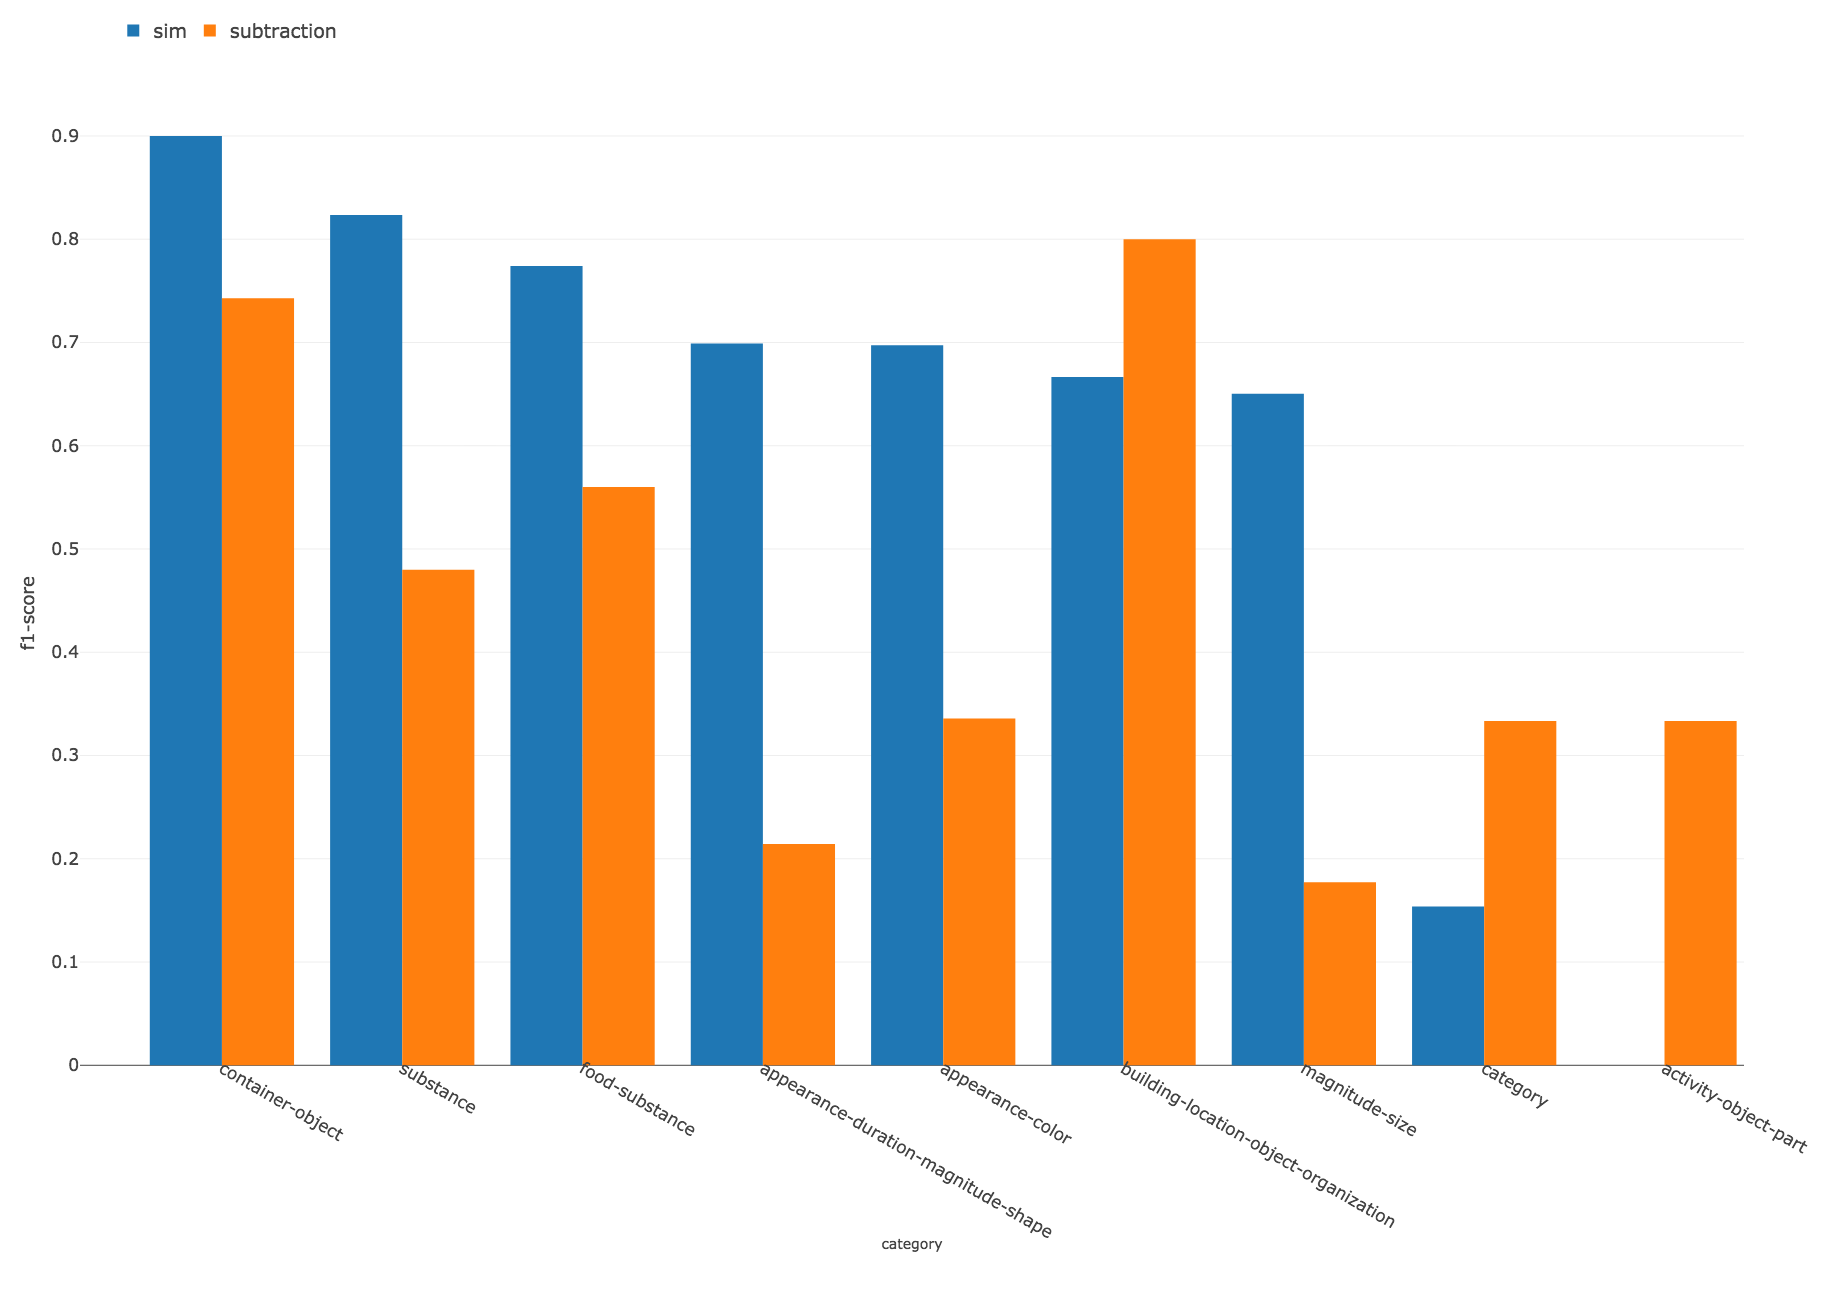 sim subtraction
0.9
0.8
0.7
0.6
0.5
0.4
0.3
0.2
0.1
0
f1-score
container-object
substance
food-substance
appearance-duration-magnitude-shape
appearance-color
building-location-object-organization
magnitude-size
category
activity-object-part
category